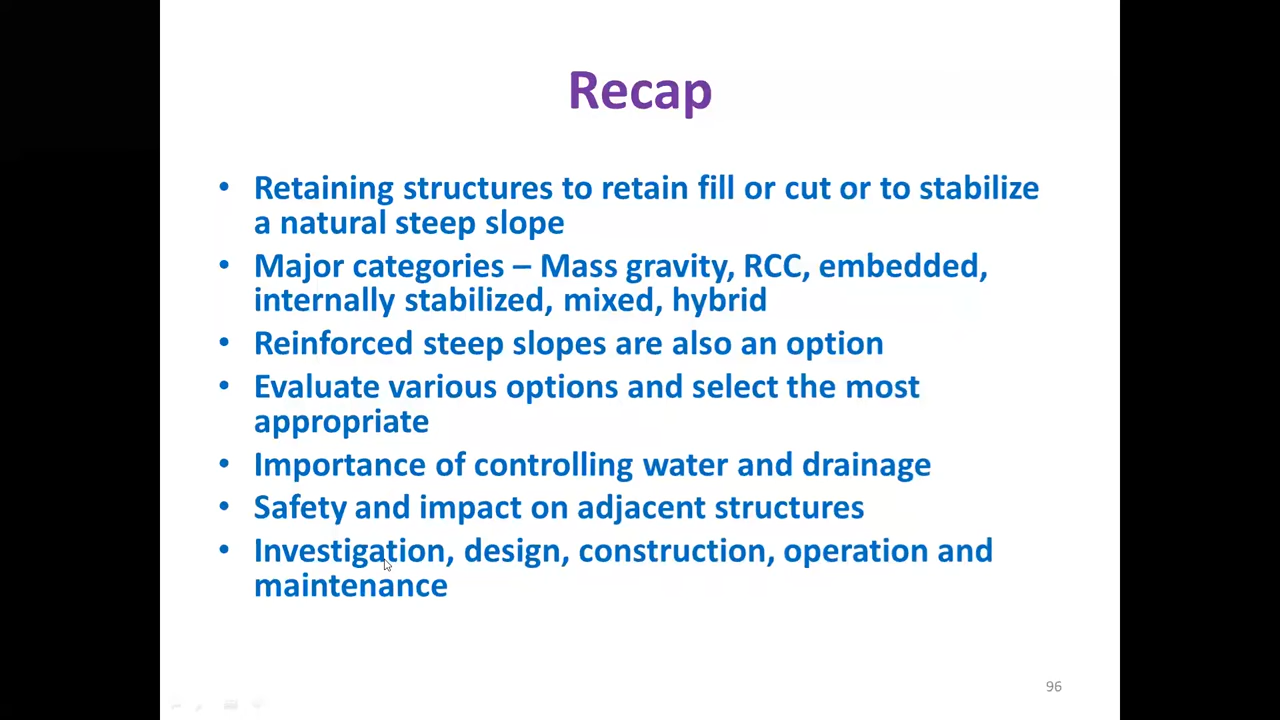 Recap
• Retaining structures to retain fill or cut or to stabilize
a natural steep slope
• Major categories – Mass gravity, RCC, embedded,
internally stabilized, mixed, hybrid
• Reinforced steep slopes are also an option
• Evaluate various options and select the most
appropriate
• Importance of controlling water and drainage
• Safety and impact on adjacent structures
• Investigation, design, construction, operation and
maintenance
96